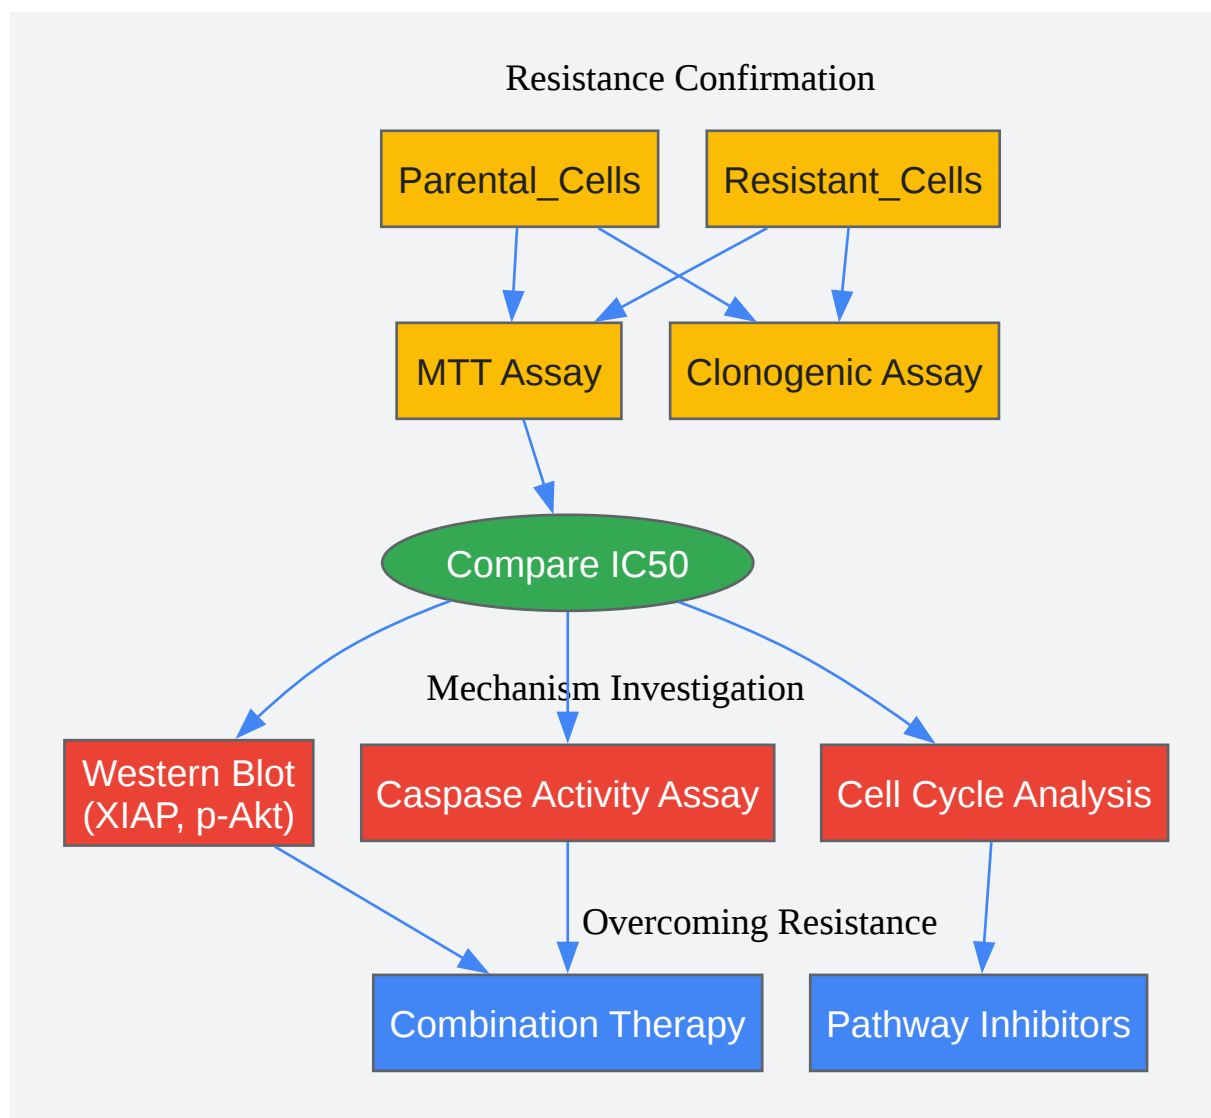 Resistance Confirmation
Parental_Cells
Resistant_Cells
MTT Assay
Clonogenic Assay
Compare IC50
Mechanism Investigation
Western Blot
(XIAP, p-Akt)
Caspase Activity Assay
Cell Cycle Analysis
Overcoming Resistance
Combination Therapy
Pathway Inhibitors